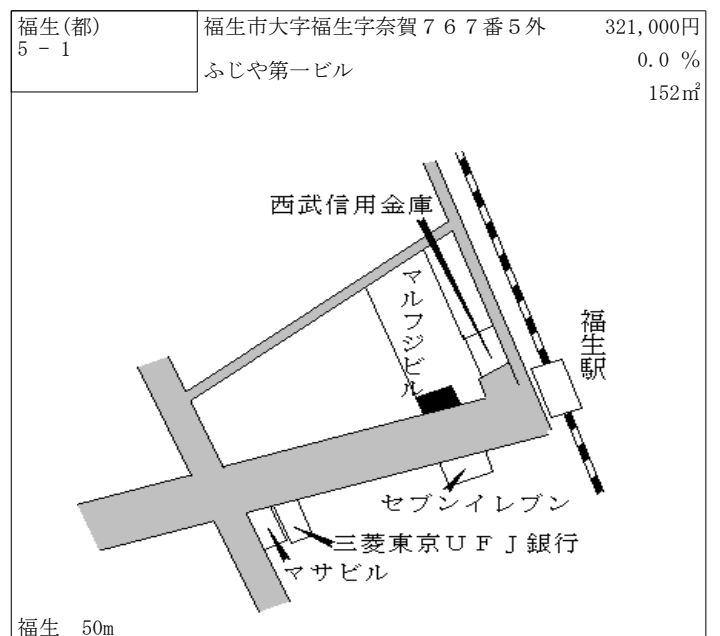 福生(都)
5 - 1
福生市大字福生字奈賀７６７番５外
ふじや第一ビル
321,000円
0.0 %
152㎡
西武信用金庫
マルフジビル
福生駅
セブンイレブン
三菱東京ＵＦＪ銀行
マサビル
福生 50m